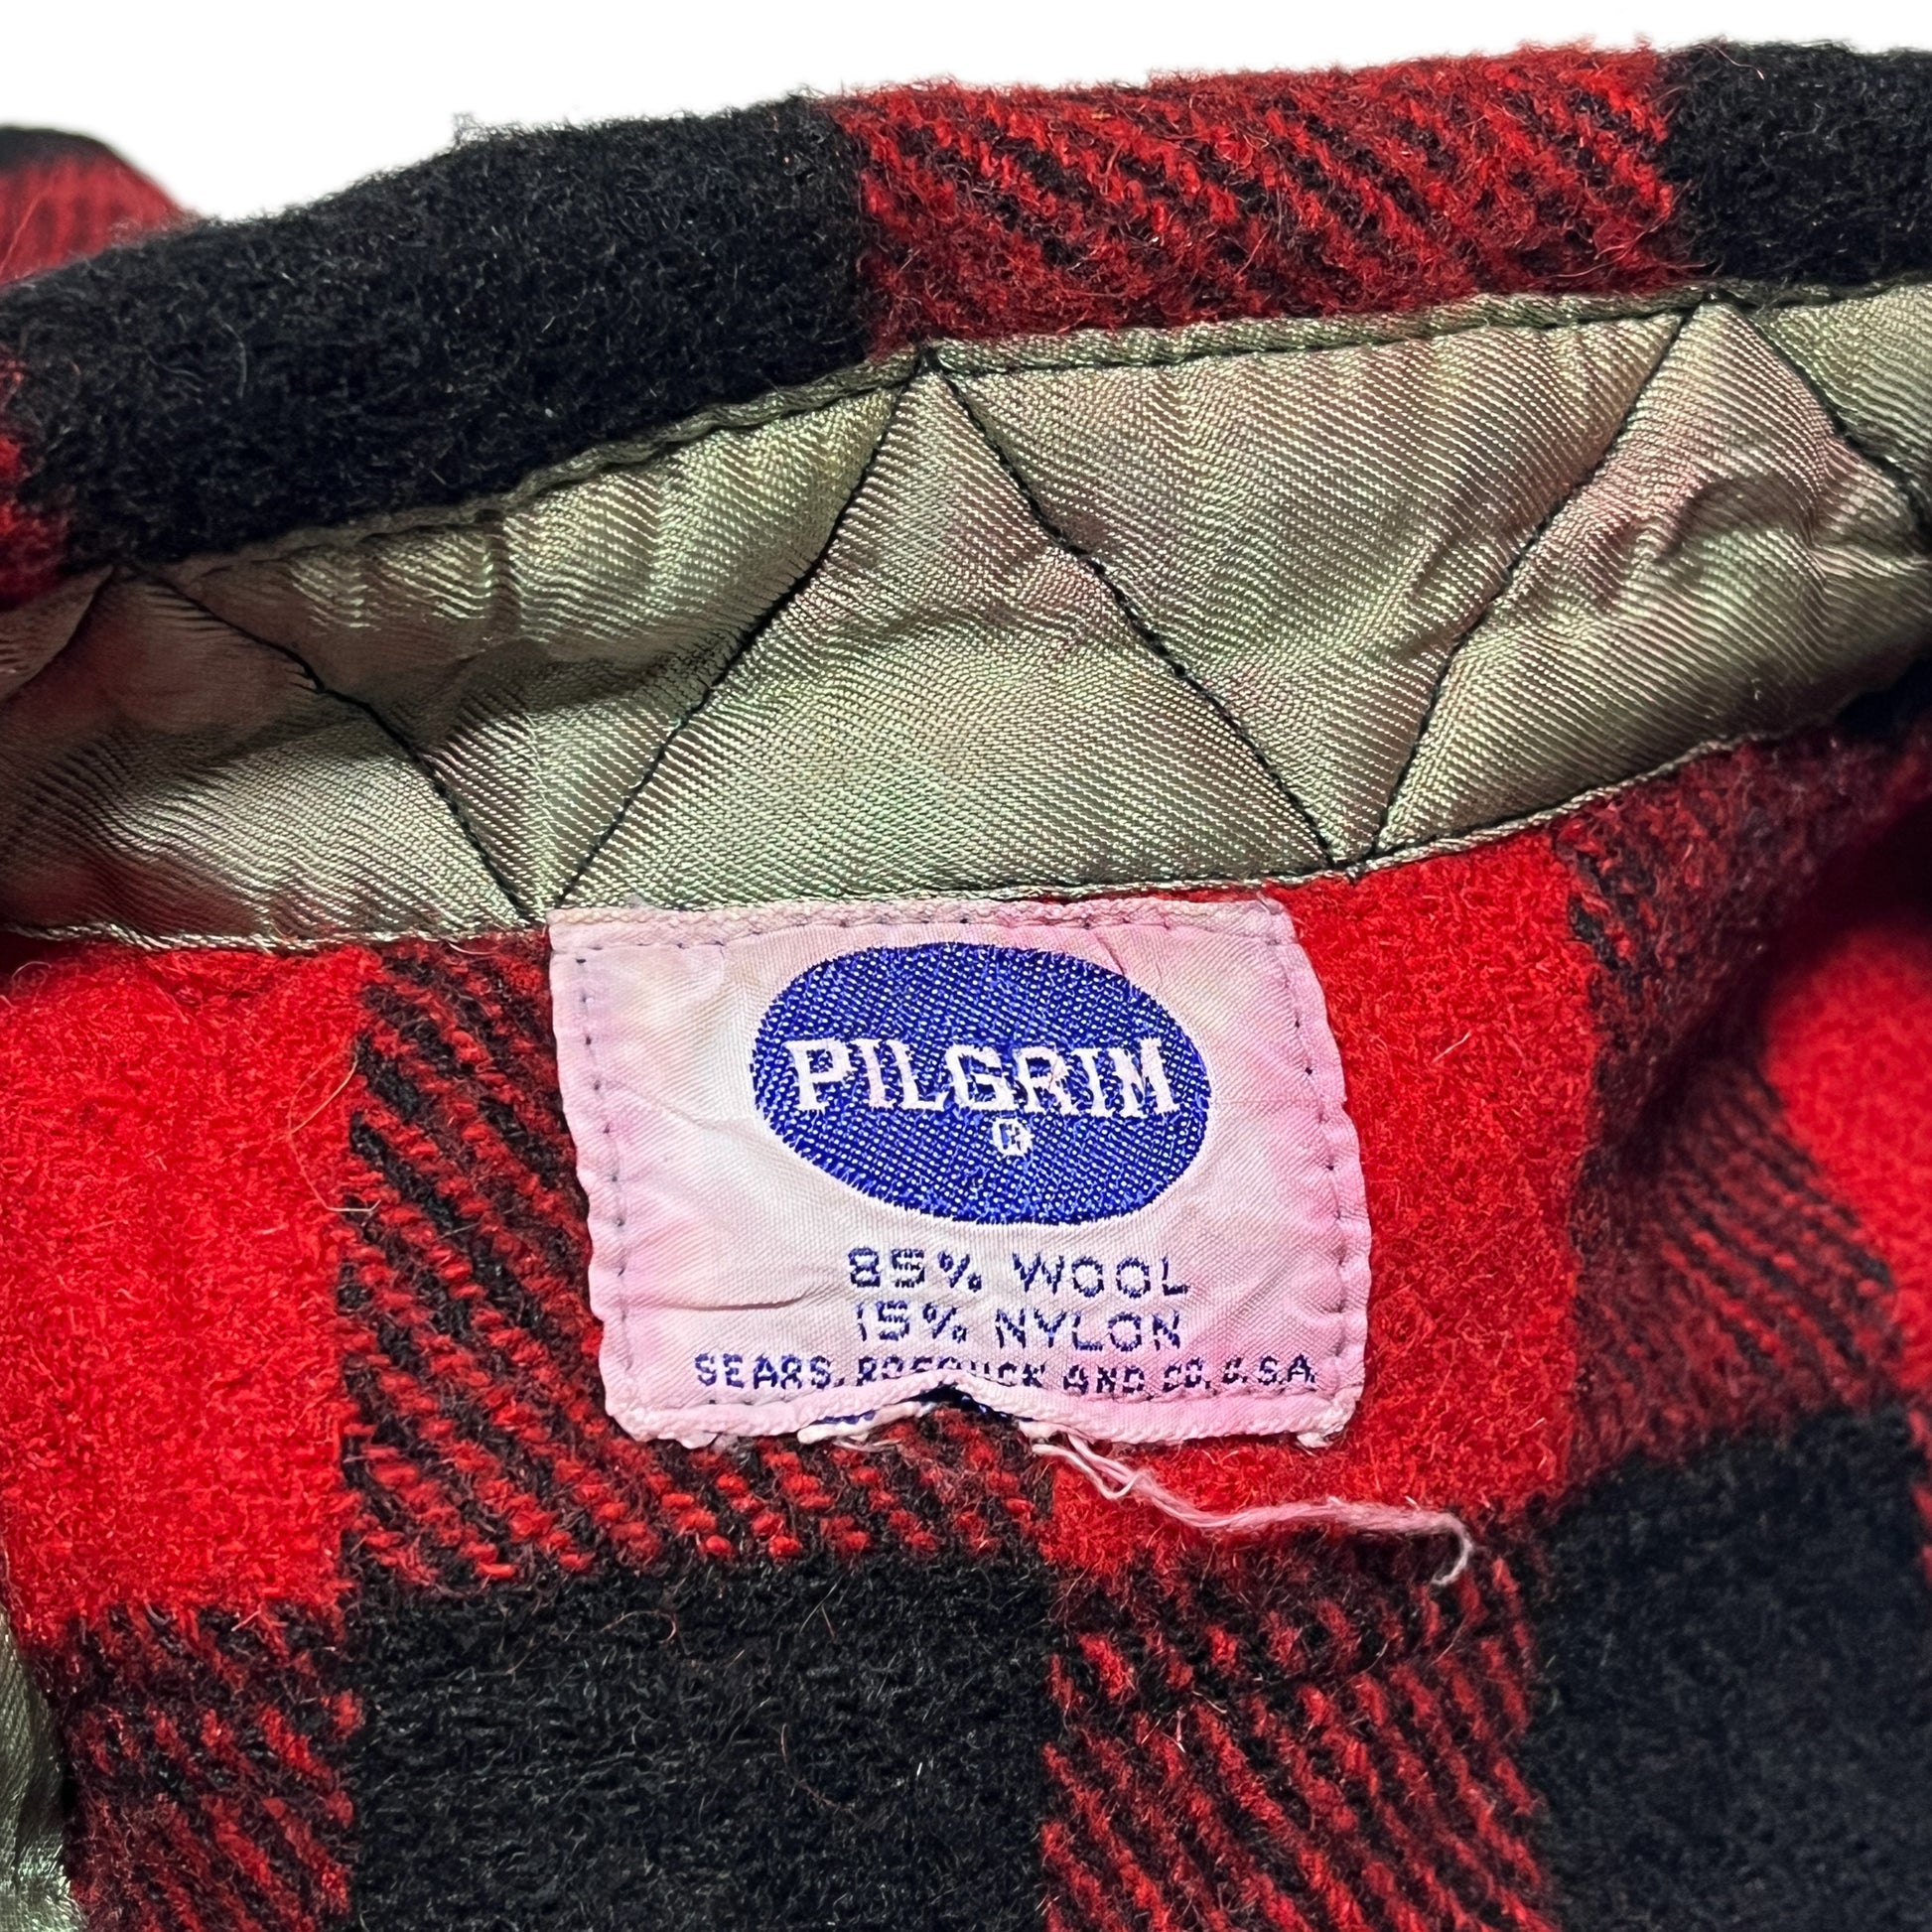 PILGRIM
®
85% WOOL
15% NYLON
SEARS, ROEBUCK AND CO. U.S.A.